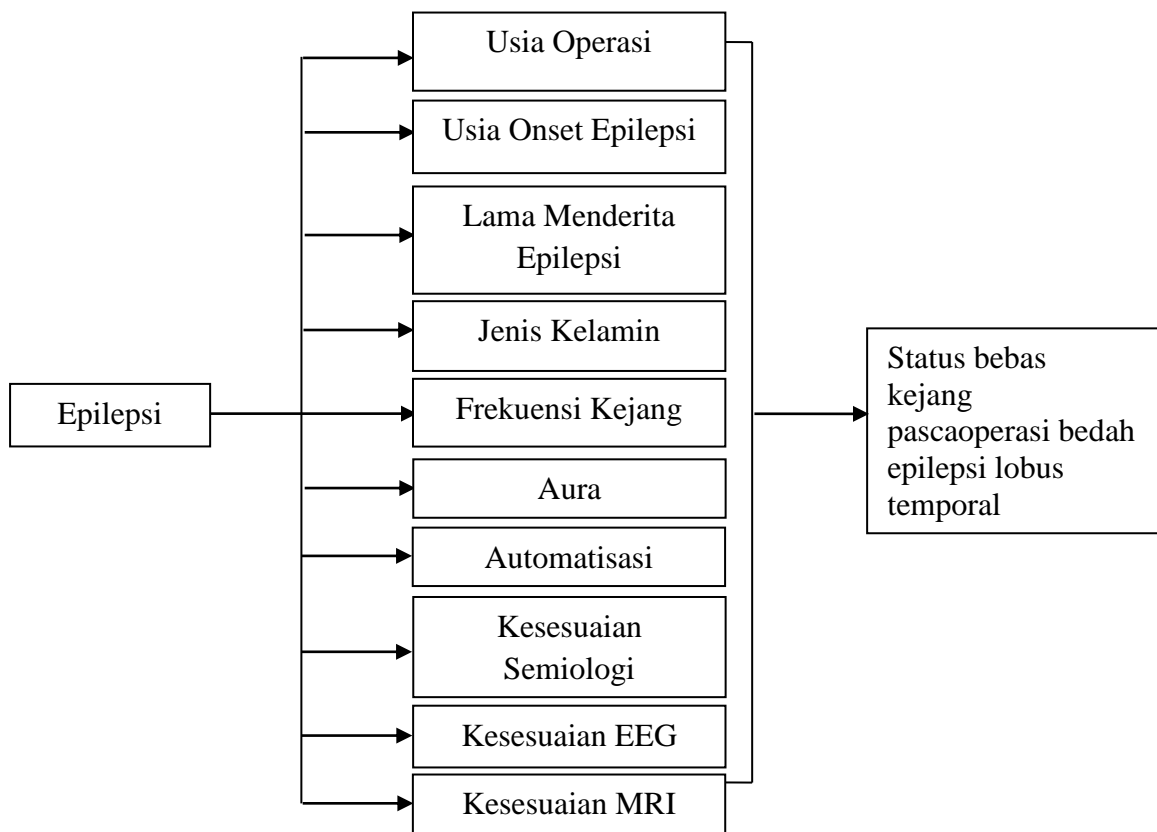 Epilepsi
Usia Operasi
Usia Onset Epilepsi
Lama Menderita
Epilepsi
Jenis Kelamin
Frekuensi Kejang
Aura
Automatisasi
Kesesuaian
Semiologi
Kesesuaian EEG
Kesesuaian MRI
Status bebas
kejang
pascaoperasi bedah
epilepsi lobus
temporal